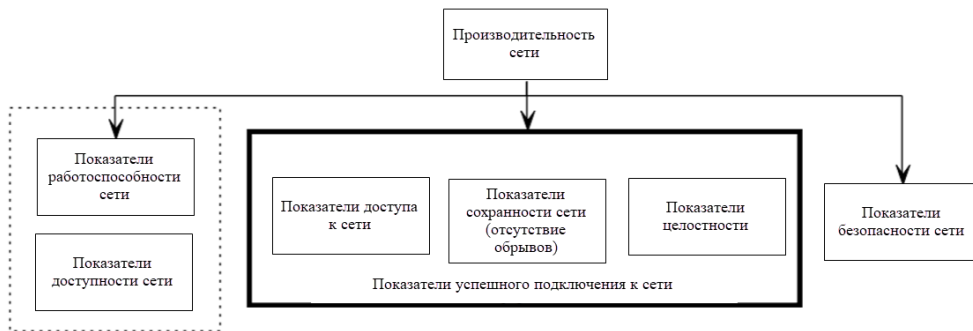 Производительность
сети
Показатели
работоспособности
сети
Показатели
доступности сети
Показатели доступа
к сети
Показатели
сохранности сети
(отсутствие
обрывов)
Показатели
целостности
Показатели успешного подключения к сети
Показатели
безопасности сети